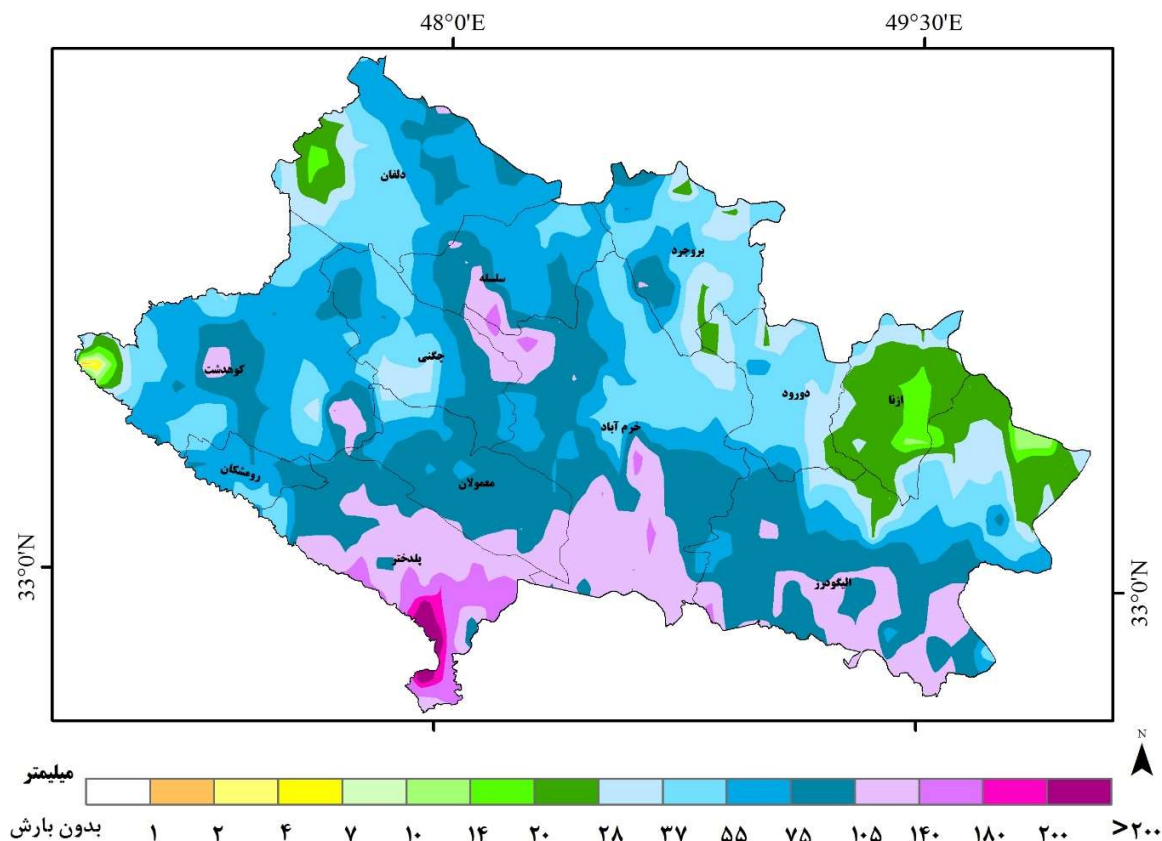 48°0'E 49°30'E
دلفان
بروجرد
سلسله
چگنی
کوهدشت
دورود
ازنا
خرم آباد
رومشکان
معمولان
پلدختر
الیگودرز
33°0'N
33°0'N
N
میلیمتر
بدون بارش ۱ ۲ ۴ ۷ ۱۰ ۱۴ ۲۰ ۲۸ ۳۷ ۵۵ ۷۵ ۱۰۵ ۱۴۰ ۱۸۰ ۲۰۰ >۲۰۰